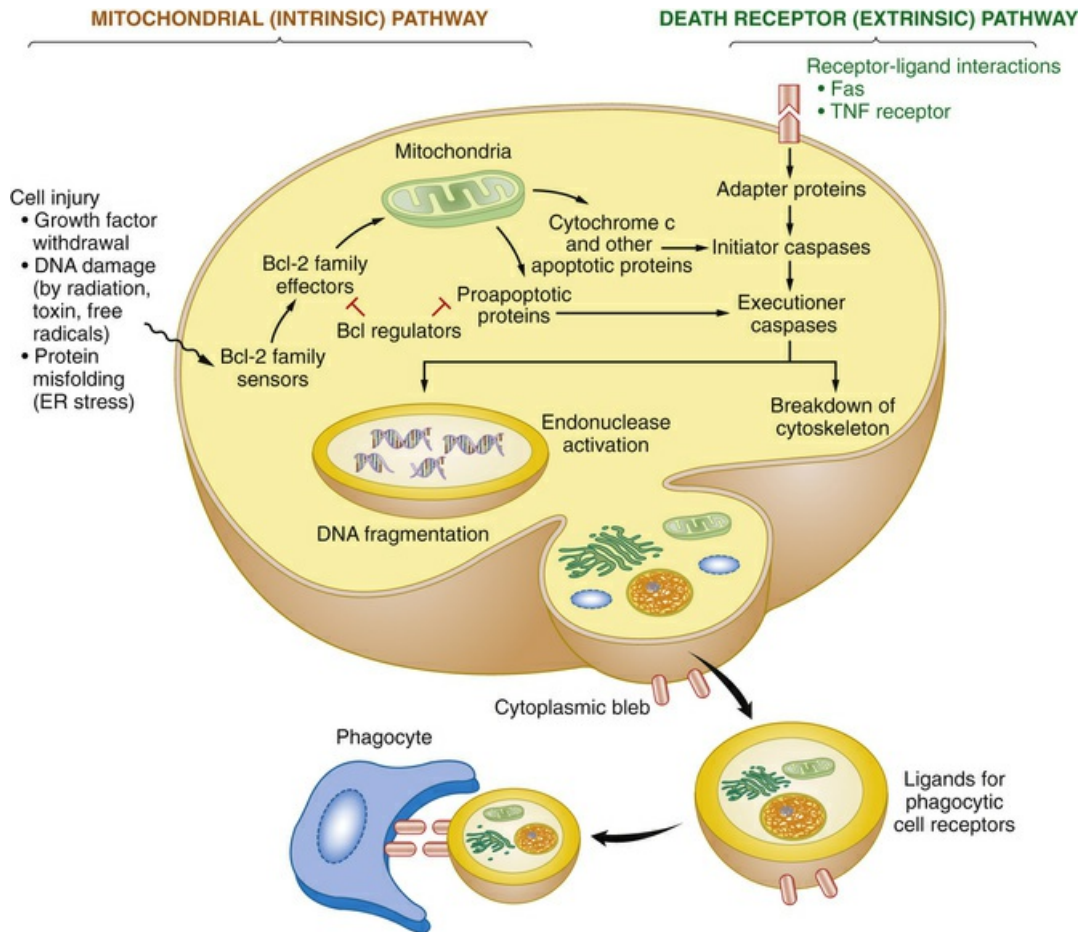 MITOCHONDRIAL (INTRINSIC) PATHWAY
DEATH RECEPTOR (EXTRINSIC) PATHWAY
Receptor-ligand interactions
• Fas
• TNF receptor
Mitochondria
Adapter proteins
Cell injury
• Growth factor
withdrawal
• DNA damage
(by radiation,
toxin, free
radicals)
• Protein
misfolding
(ER stress)
Cytochrome c
and other
apoptotic proteins
Initiator caspases
Bcl-2 family
effectors
Proapoptotic
proteins
Executioner
caspases
Bcl regulators
Bcl-2 family
sensors
Endonuclease
activation
Breakdown of
cytoskeleton
DNA fragmentation
Cytoplasmic bleb
Phagocyte
Ligands for
phagocytic
cell receptors